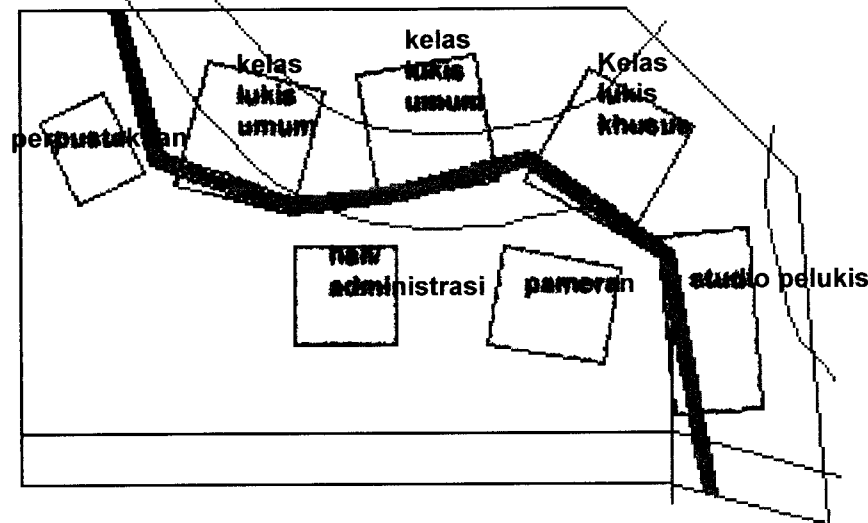 kelas
lukis
umum
kelas
lukis
umum
Kelas
lukis
khusus
perpustakaan
hall/
administrasi
pameran
studio pelukis